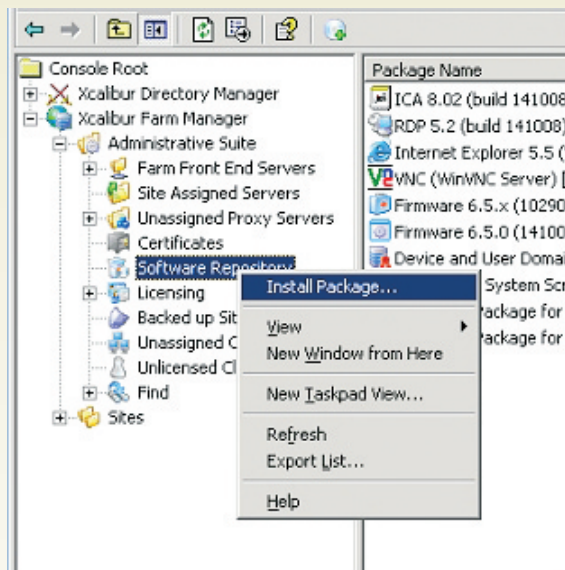 Console Root
Xcalibur Directory Manager
Xcalibur Farm Manager
Administrative Suite
Farm Front End Servers
Site Assigned Servers
Unassigned Proxy Servers
Certificates
Software Repository
Licensing
Backed up Sit
Unassigned C
Unlicensed Cl
Find
Sites
Package Name
ICA 8.02 (build 141008
RDP 5.2 (build 141008)
Internet Explorer 5.5 (
VNC (WinVNC Server) [
Firmware 6.5.x (10290
Firmware 6.5.0 (14100
Device and User Domai
System Scr
Package for
Package for
Install Package...
View
New Window from Here
New Taskpad View...
Refresh
Export List...
Help